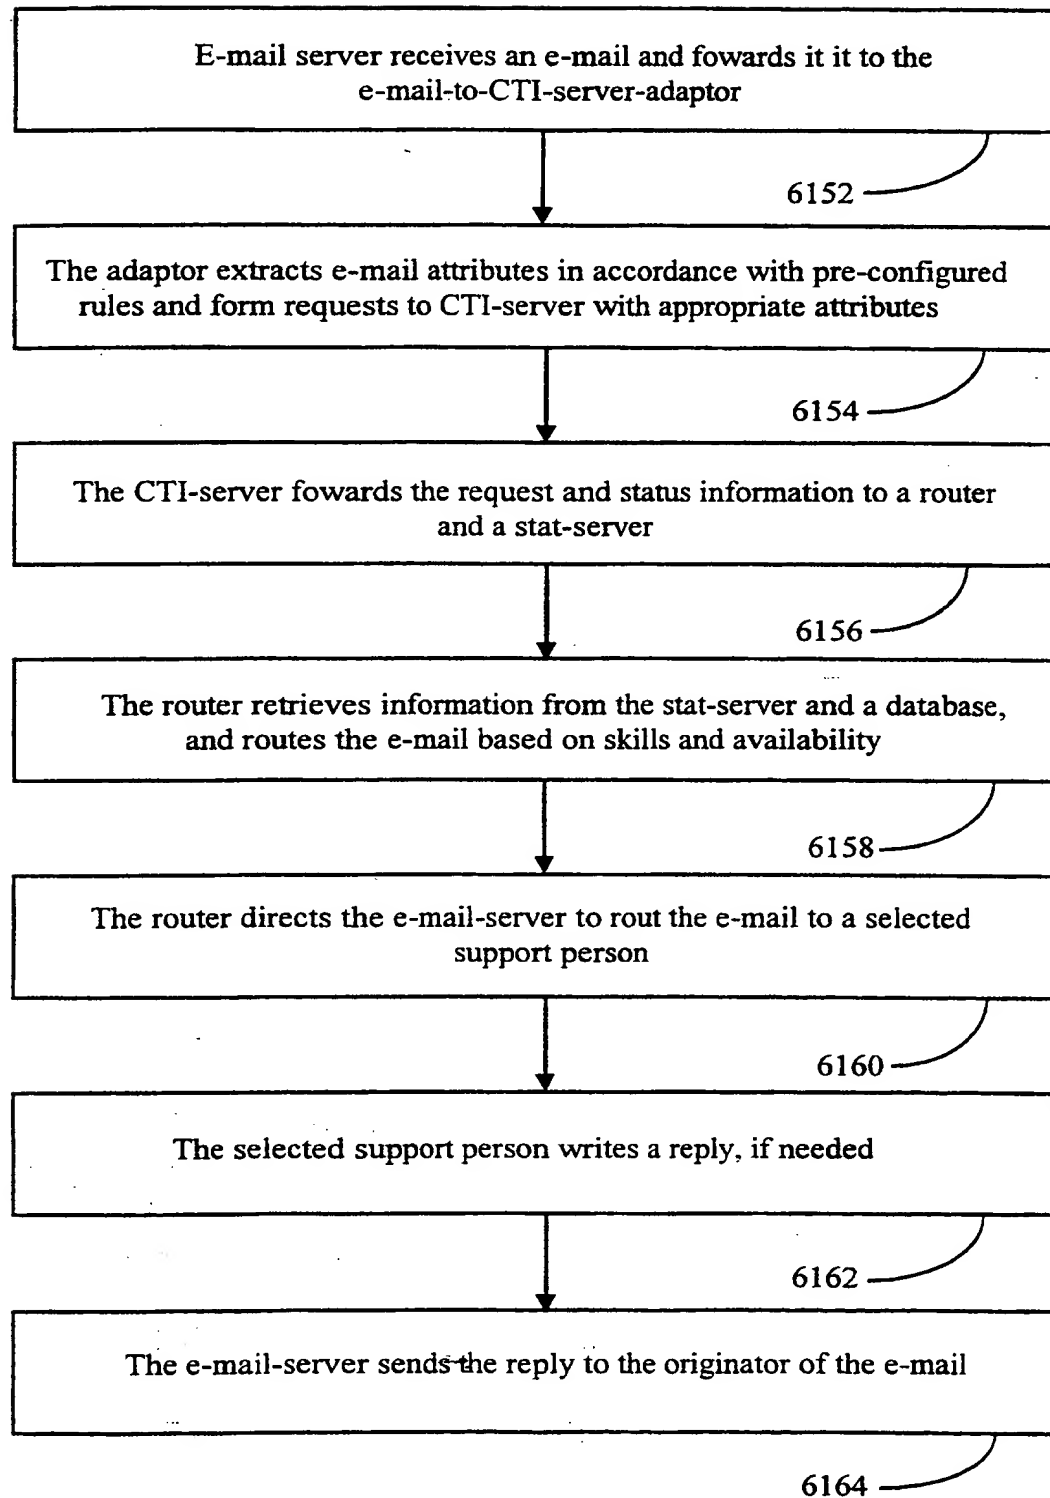 E-mail server receives an e-mail and fowards it it to the
e-mail-to-CTI-server-adaptor
6152
The adaptor extracts e-mail attributes in accordance with pre-configured
rules and form requests to CTI-server with appropriate attributes
6154
The CTI-server fowards the request and status information to a router
and a stat-server
6156
The router retrieves information from the stat-server and a database,
and routes the e-mail based on skills and availability
6158
The router directs the e-mail-server to rout the e-mail to a selected
support person
6160
The selected support person writes a reply, if needed
6162
The e-mail-server sends the reply to the originator of the e-mail
6164